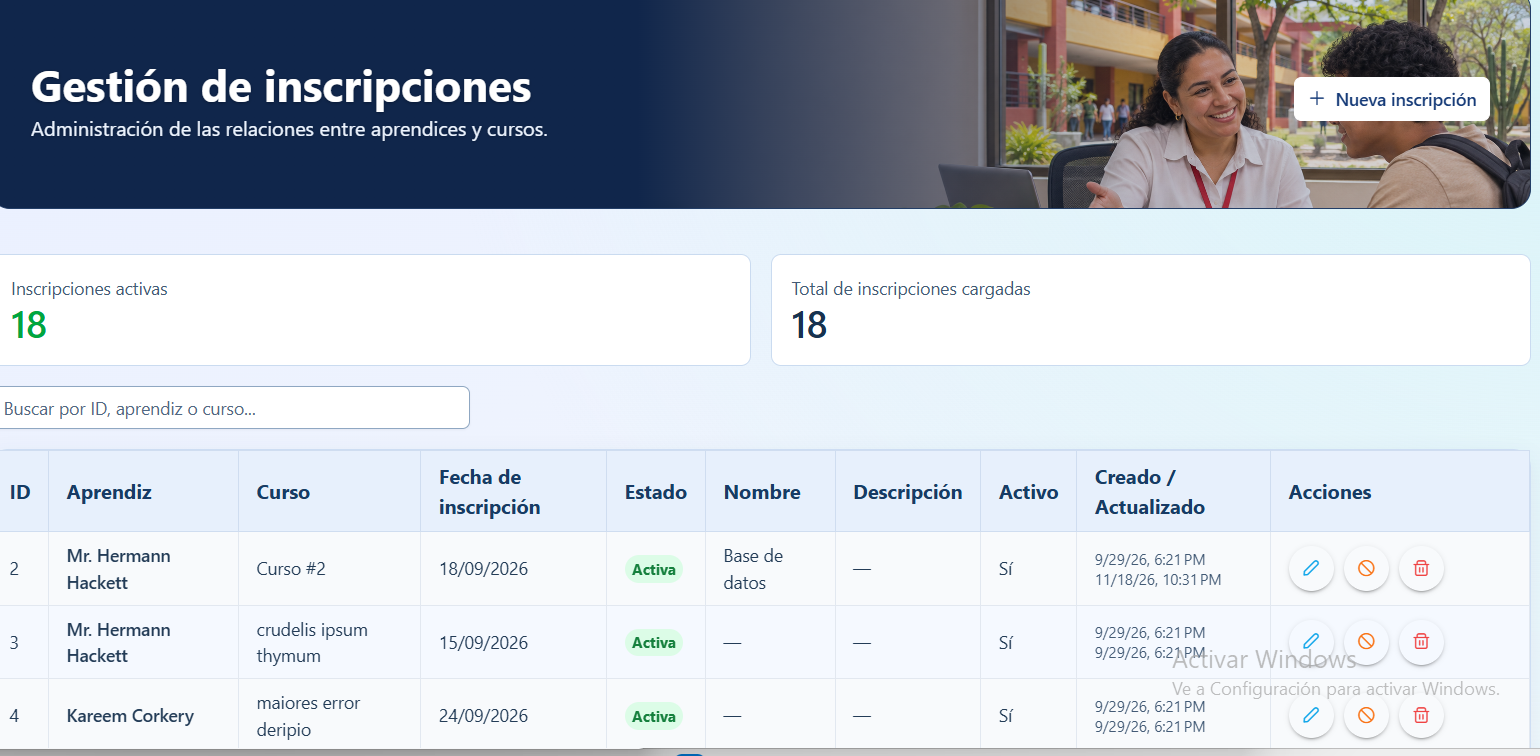 Gestión de inscripciones
Administración de las relaciones entre aprendices y cursos.
+ Nueva inscripción
Inscripciones activas
18
Total de inscripciones cargadas
18
Buscar por ID, aprendiz o curso...
ID Aprendiz Curso Fecha de inscripción Estado Nombre Descripción Activo Creado / Actualizado Acciones
2 Mr. Hermann Hackett Curso #2 18/09/2026 Activa Base de datos — Sí 9/29/26, 6:21 PM 11/18/26, 10:31 PM
3 Mr. Hermann Hackett crudelis ipsum thymum 15/09/2026 Activa — — Sí 9/29/26, 6:21 PM 9/29/26, 6:21 PM
4 Kareem Corkery maiores error deripio 24/09/2026 Activa — — Sí 9/29/26, 6:21 PM 9/29/26, 6:21 PM
Activar Windows
Ve a Configuración para activar Windows.